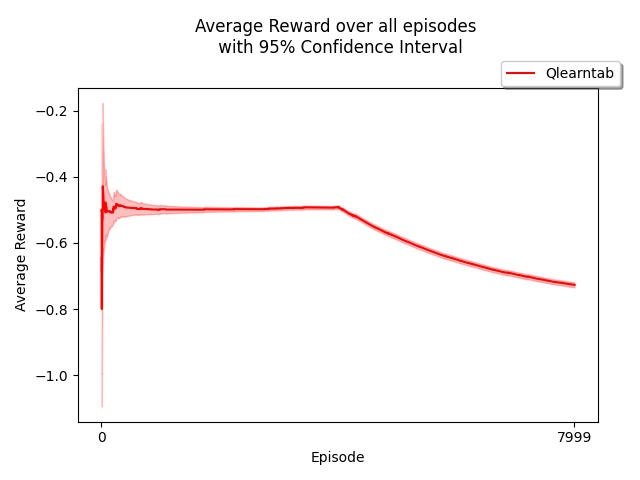 Average Reward over all episodes
with 95% Confidence Interval
Qlearntab
−0.2
−0.4
−0.6
−0.8
−1.0
Average Reward
0
7999
Episode